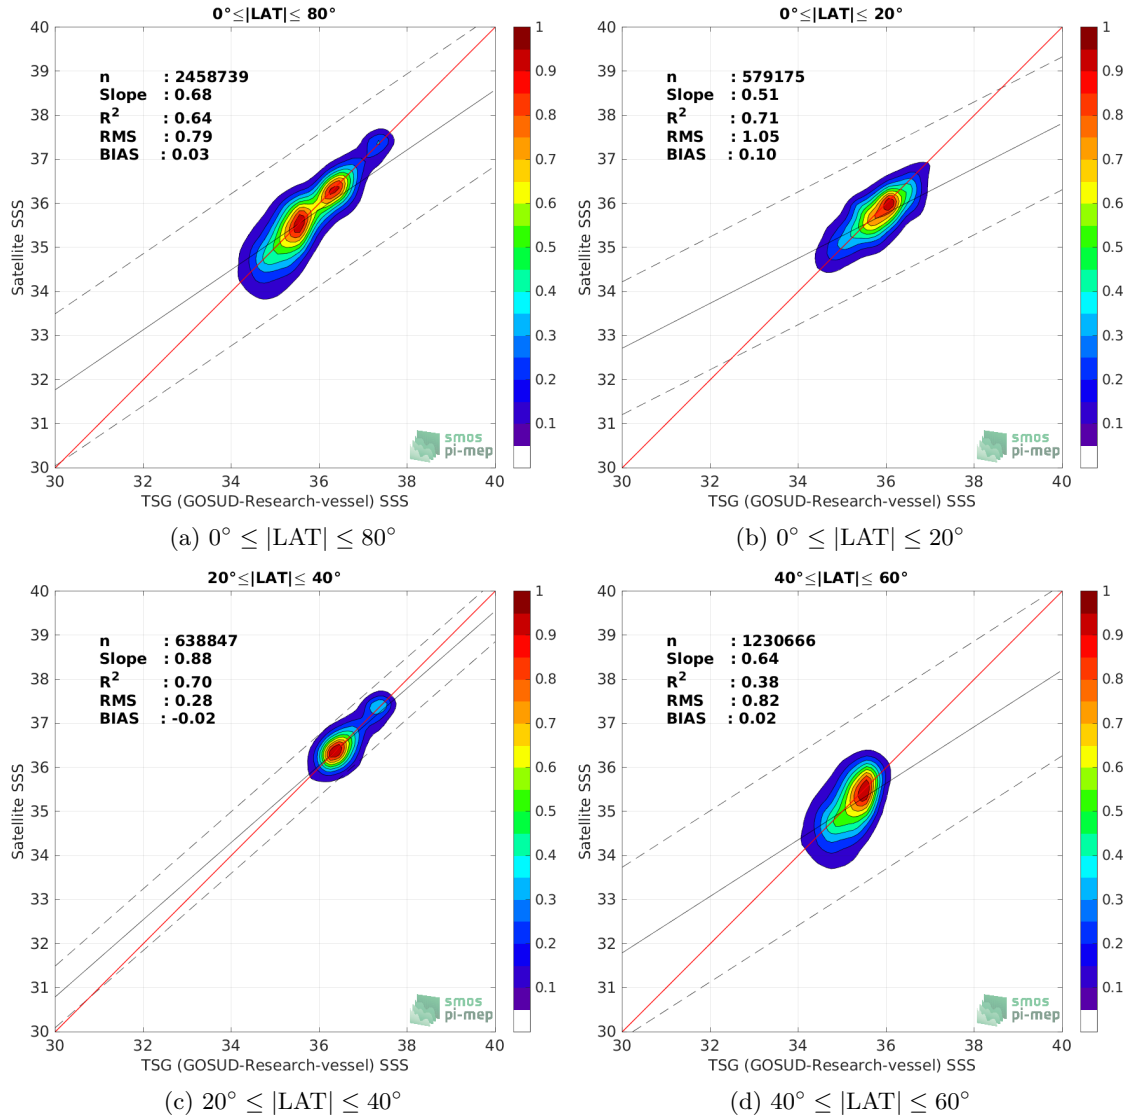 0°≤|LAT|≤ 80°
n : 2458739
Slope : 0.68
R² : 0.64
RMS : 0.79
BIAS : 0.03
Satellite SSS
40
39
38
37
36
35
34
33
32
31
30
30 32 34 36 38 40
TSG (GOSUD-Research-vessel) SSS
1
0.9
0.8
0.7
0.6
0.5
0.4
0.3
0.2
0.1
smos
pi-mep
(a) 0° ≤ |LAT| ≤ 80°
0°≤|LAT|≤ 20°
n : 579175
Slope : 0.51
R² : 0.71
RMS : 1.05
BIAS : 0.10
Satellite SSS
40
39
38
37
36
35
34
33
32
31
30
30 32 34 36 38 40
TSG (GOSUD-Research-vessel) SSS
1
0.9
0.8
0.7
0.6
0.5
0.4
0.3
0.2
0.1
smos
pi-mep
(b) 0° ≤ |LAT| ≤ 20°
20°≤|LAT|≤ 40°
n : 638847
Slope : 0.88
R² : 0.70
RMS : 0.28
BIAS : -0.02
Satellite SSS
40
39
38
37
36
35
34
33
32
31
30
30 32 34 36 38 40
TSG (GOSUD-Research-vessel) SSS
1
0.9
0.8
0.7
0.6
0.5
0.4
0.3
0.2
0.1
smos
pi-mep
(c) 20° ≤ |LAT| ≤ 40°
40°≤|LAT|≤ 60°
n : 1230666
Slope : 0.64
R² : 0.38
RMS : 0.82
BIAS : 0.02
Satellite SSS
40
39
38
37
36
35
34
33
32
31
30
30 32 34 36 38 40
TSG (GOSUD-Research-vessel) SSS
1
0.9
0.8
0.7
0.6
0.5
0.4
0.3
0.2
0.1
smos
pi-mep
(d) 40° ≤ |LAT| ≤ 60°